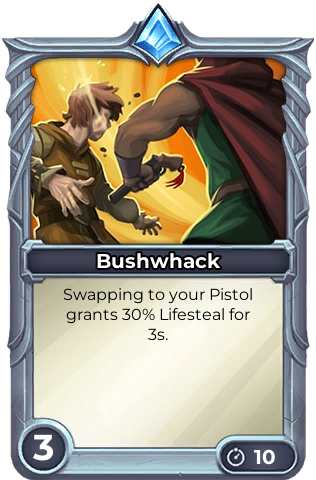 Bushwhack
Swapping to your Pistol
grants 30% Lifesteal for
3s.
3
10